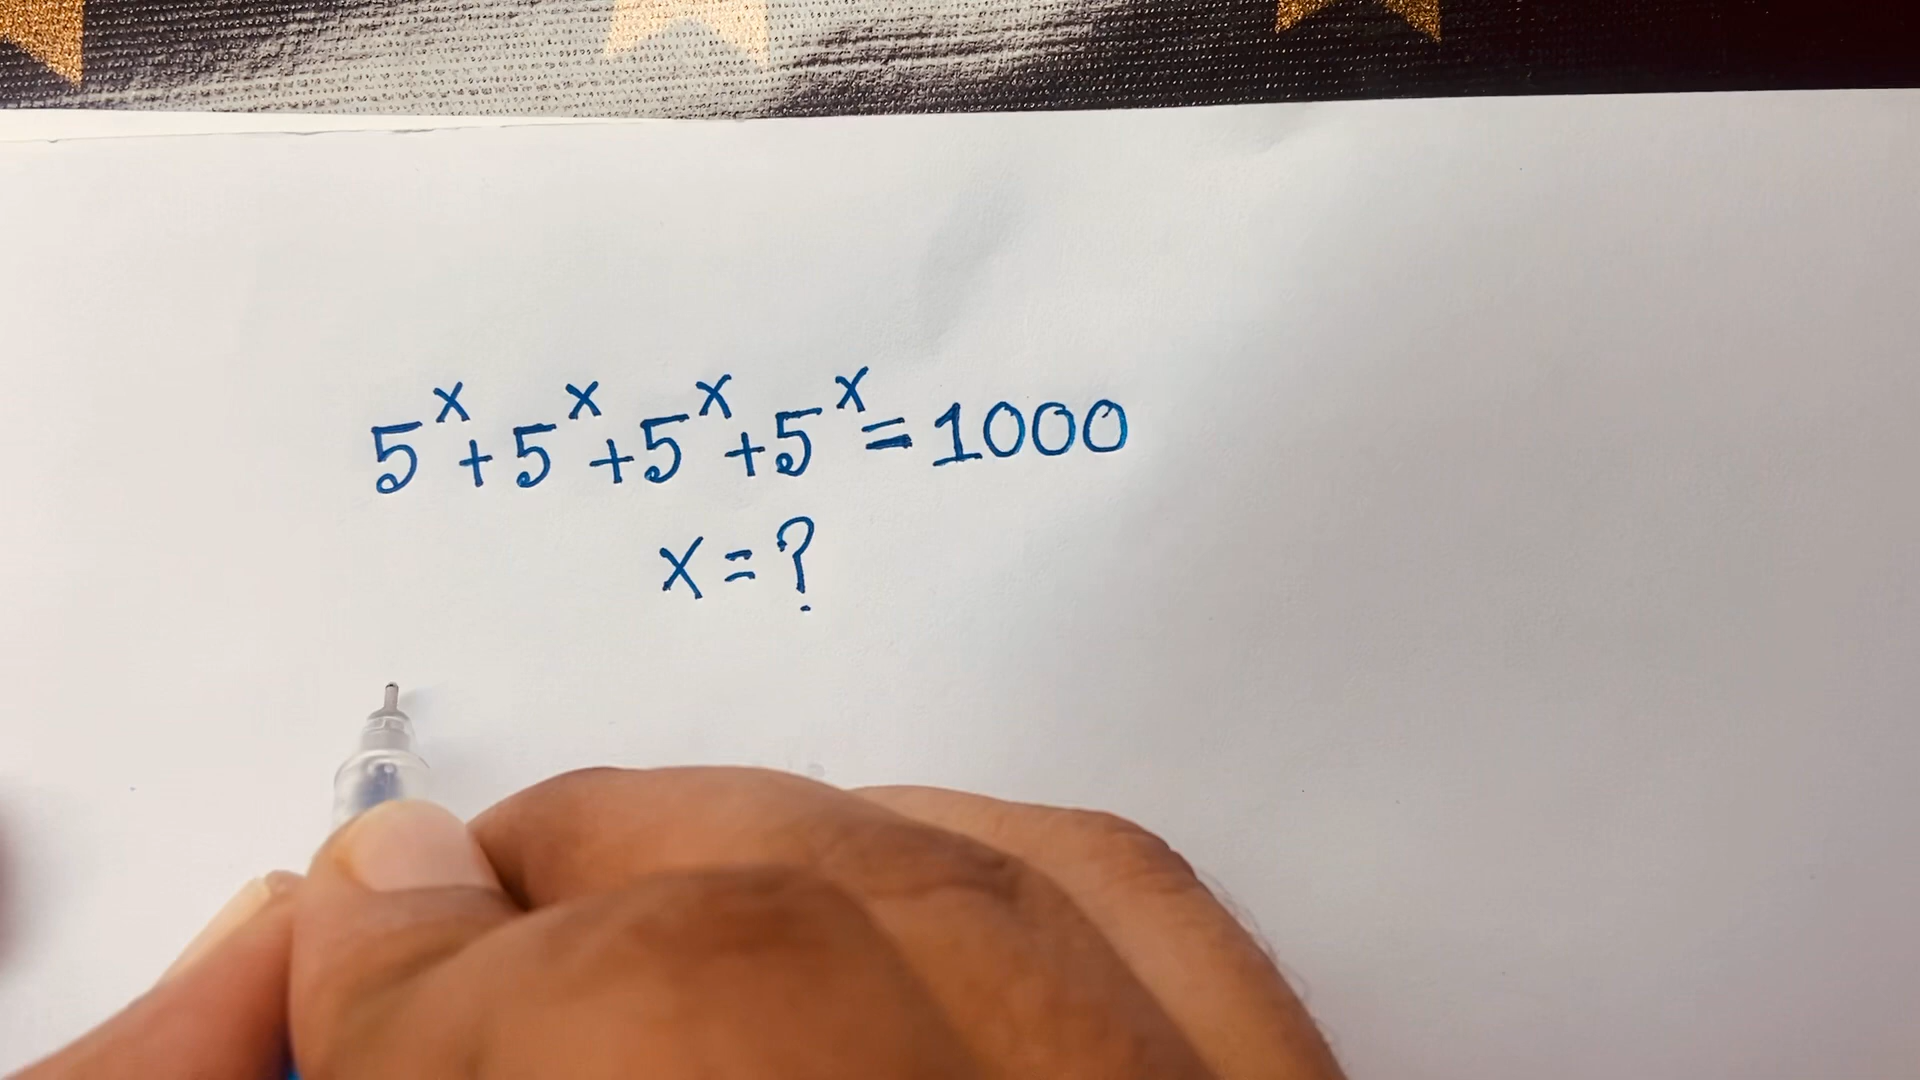 5^x + 5^x + 5^x + 5^x = 1000
x = ?